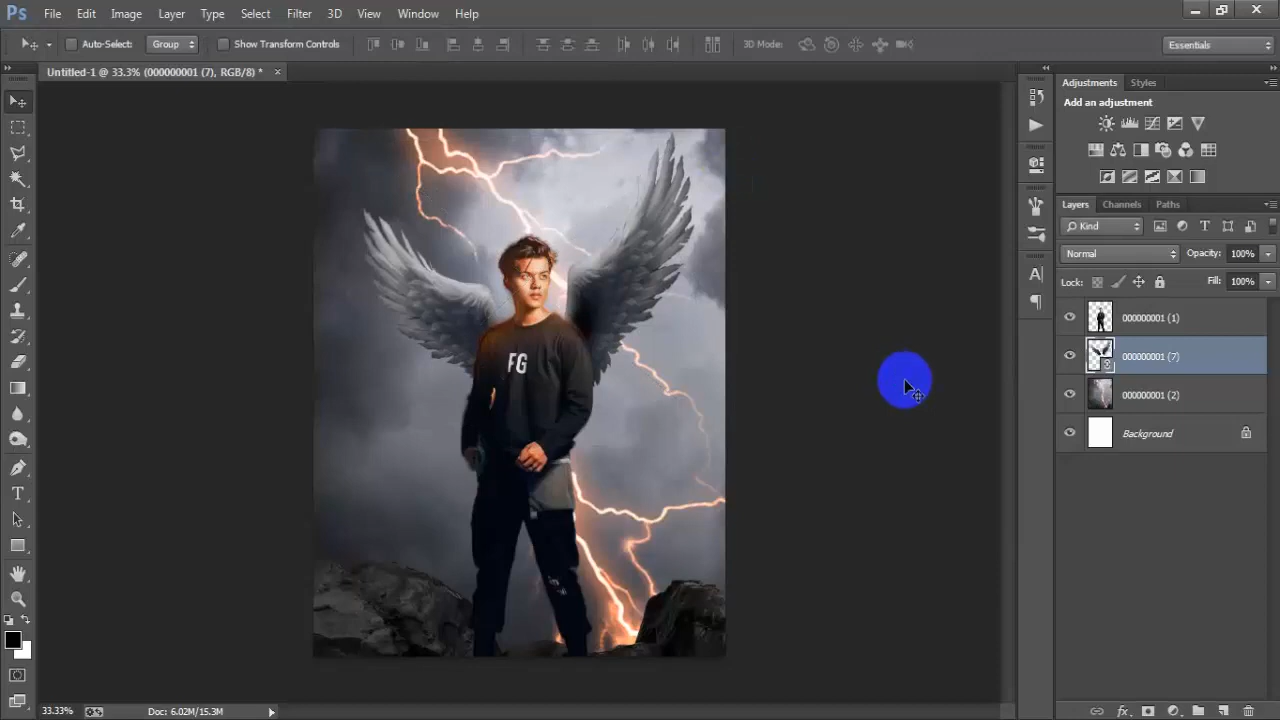 Ps File Edit Image Layer Type Select Filter 3D View Window Help
Auto-Select: Group Show Transform Controls 3D Mode: Essentials
Untitled-1 @ 33.3% (000000001 (7), RGB/8) *
Adjustments Styles
Add an adjustment
Layers Channels Paths
Kind
Normal Opacity: 100%
Lock: Fill: 100%
000000001 (1)
000000001 (7)
000000001 (2)
Background
FG
33.33% Doc: 6.02M/15.3M